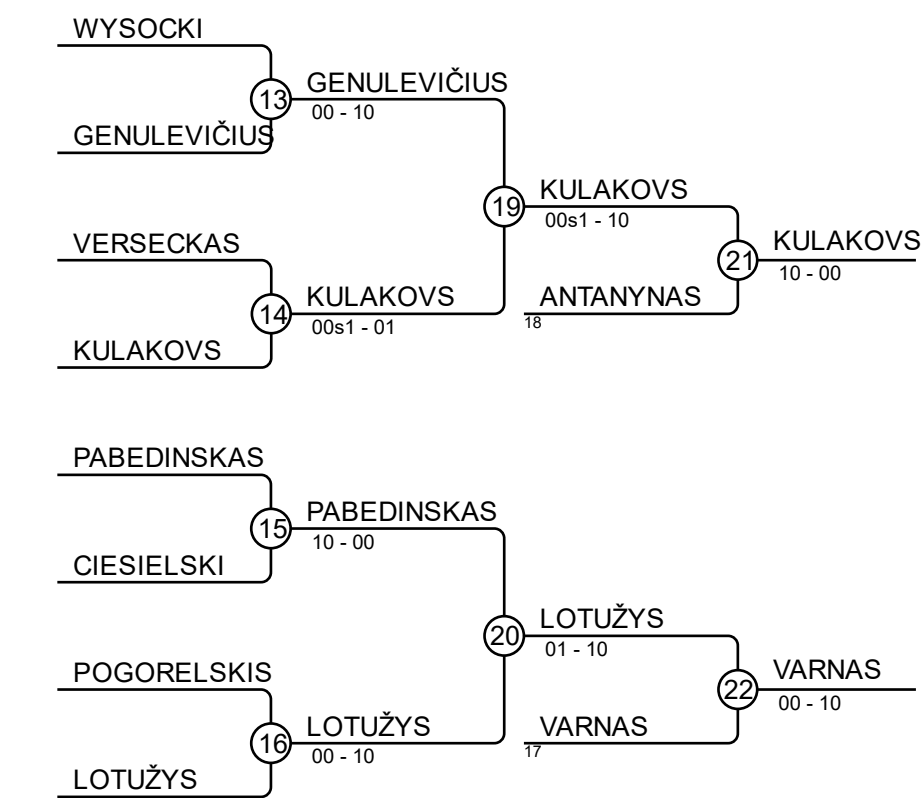 WYSOCKI
13
GENULEVIČIUS
00 - 10
GENULEVIČIUS
19
KULAKOVS
00s1 - 10
VERSECKAS
21
KULAKOVS
10 - 00
14
KULAKOVS
00s1 - 01
ANTANYNAS
18
KULAKOVS
PABEDINSKAS
15
PABEDINSKAS
10 - 00
CIESIELSKI
20
LOTUŽYS
01 - 10
POGORELSKIS
22
VARNAS
00 - 10
16
LOTUŽYS
00 - 10
VARNAS
17
LOTUŽYS